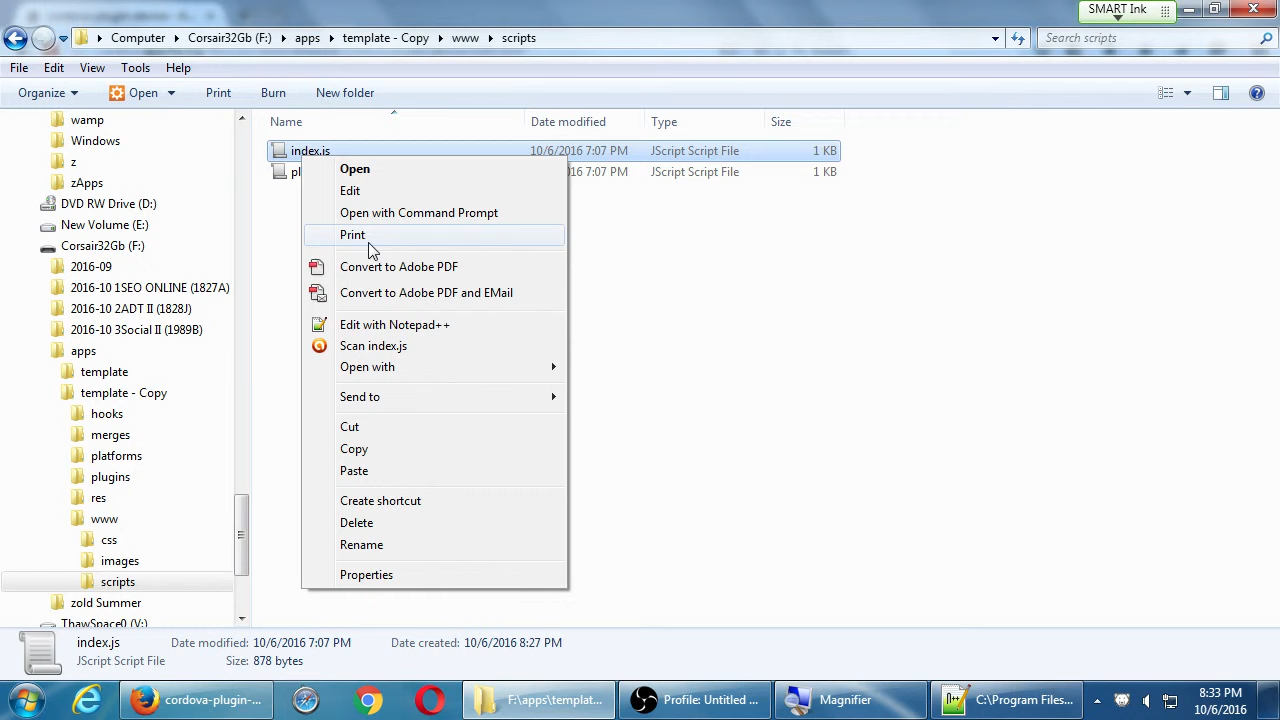 SMART Ink
Computer
Corsair32Gb (F:)
apps
template - Copy
www
scripts
Search scripts
File
Edit
View
Tools
Help
Organize
Open
Print
Burn
New folder
wamp
Windows
z
zApps
DVD RW Drive (D:)
New Volume (E:)
Corsair32Gb (F:)
2016-09
2016-10 1SEO ONLINE (1827A)
2016-10 2ADT II (1828J)
2016-10 3Social II (1989B)
apps
template
template - Copy
hooks
merges
platforms
plugins
res
www
css
images
scripts
zold Summer
ThawSpace0 (V:)
Name
Date modified
Type
Size
index.js
10/6/2016 7:07 PM
JScript Script File
1 KB
7:07 PM
JScript Script File
1 KB
Open
Edit
Open with Command Prompt
Print
Convert to Adobe PDF
Convert to Adobe PDF and EMail
Edit with Notepad++
Scan index.js
Open with
Send to
Cut
Copy
Paste
Create shortcut
Delete
Rename
Properties
index.js
Date modified: 10/6/2016 7:07 PM
Date created: 10/6/2016 8:27 PM
JScript Script File
Size: 878 bytes
cordova-plugin-...
F:\apps\templat...
Profile: Untitled ...
Magnifier
C:\Program Files...
8:33 PM
10/6/2016